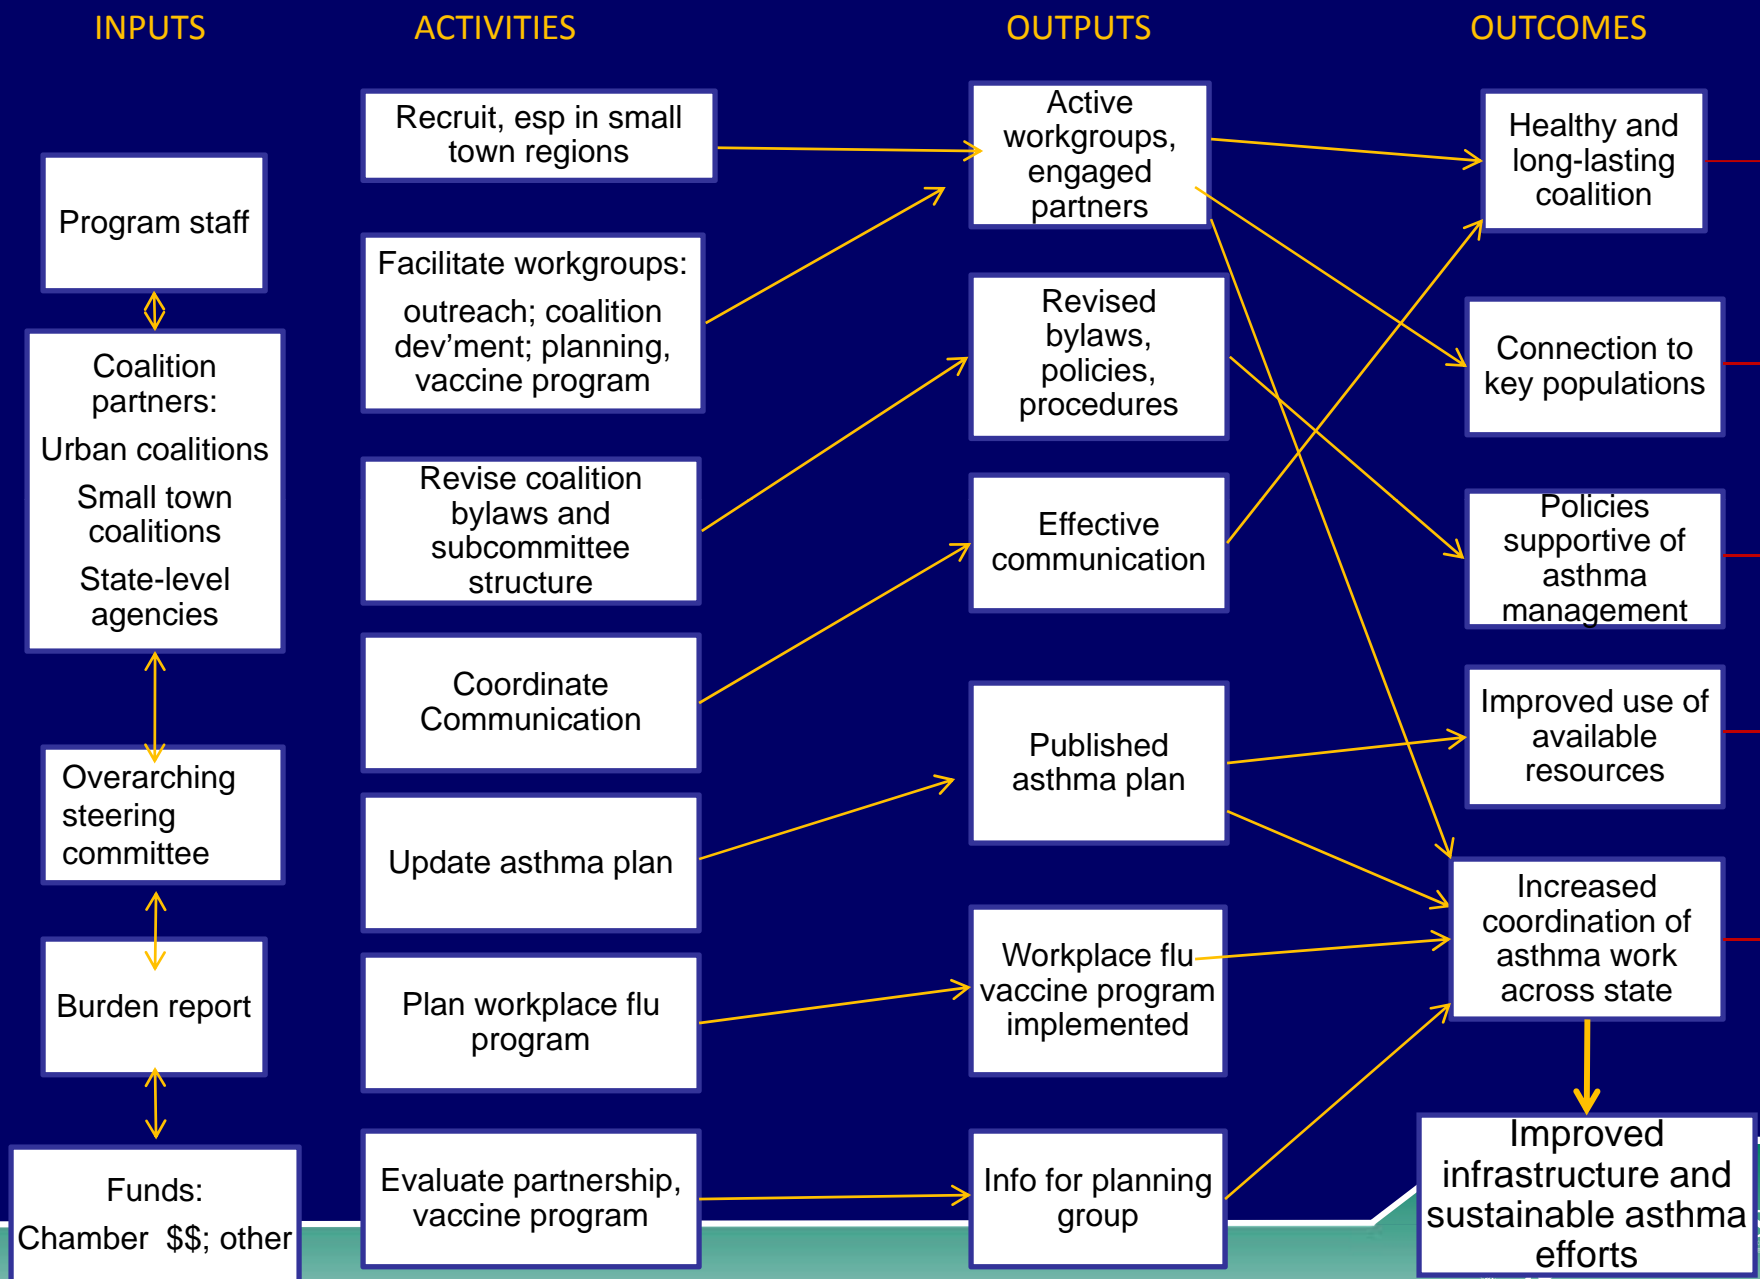 INPUTS
ACTIVITIES
OUTPUTS
OUTCOMES
Program staff
Coalition
partners:
Urban coalitions
Small town
coalitions
State-level
agencies
Overarching
steering
committee
Burden report
Funds:
Chamber $$; other
Recruit, esp in small
town regions
Facilitate workgroups:
outreach; coalition
dev’ment; planning,
vaccine program
Revise coalition
bylaws and
subcommittee
structure
Coordinate
Communication
Update asthma plan
Plan workplace flu
program
Evaluate partnership,
vaccine program
Active
workgroups,
engaged
partners
Revised
bylaws,
policies,
procedures
Effective
communication
Published
asthma plan
Workplace flu
vaccine program
implemented
Info for planning
group
Healthy and
long-lasting
coalition
Connection to
key populations
Policies
supportive of
asthma
management
Improved use of
available
resources
Increased
coordination of
asthma work
across state
Improved
infrastructure and
sustainable asthma
efforts